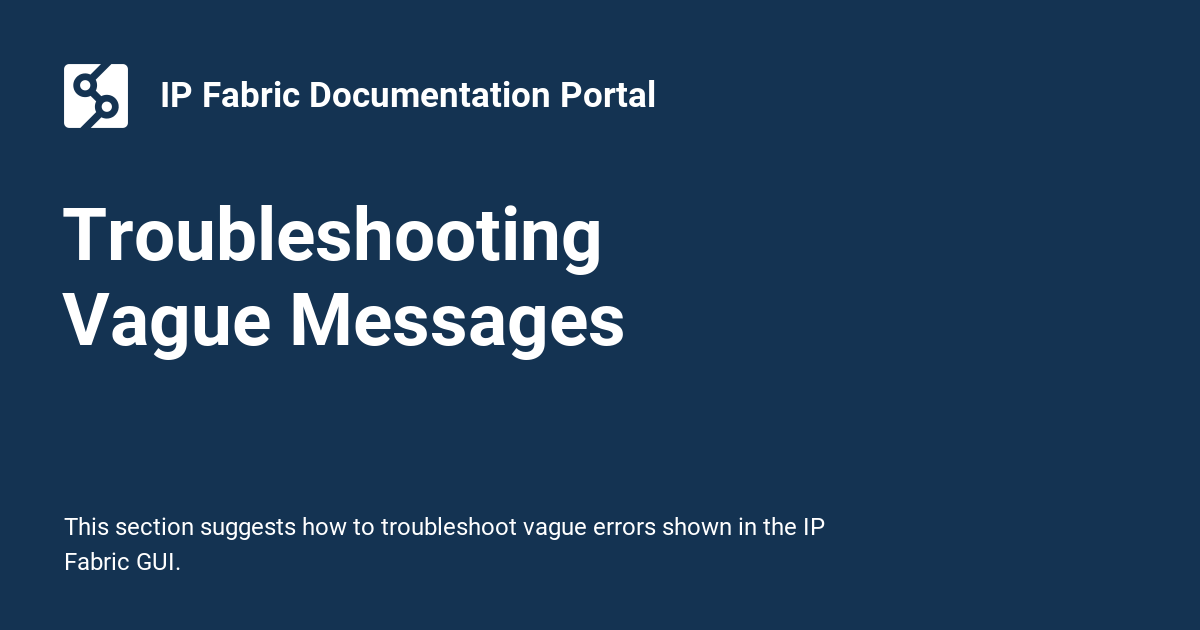 IP Fabric Documentation Portal
Troubleshooting
Vague Messages
This section suggests how to troubleshoot vague errors shown in the IP
Fabric GUI.